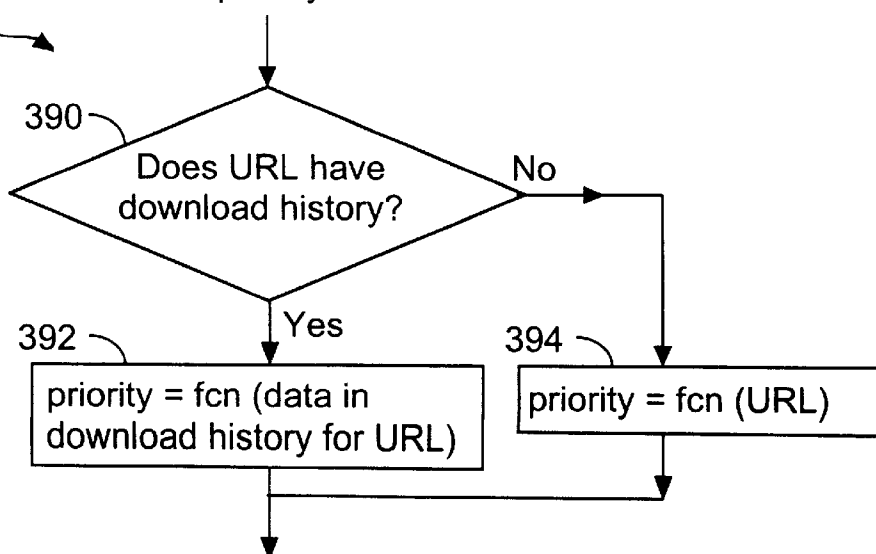 390
Does URL have
download history?
No
Yes
392
priority = fcn (data in
download history for URL)
394
priority = fcn (URL)